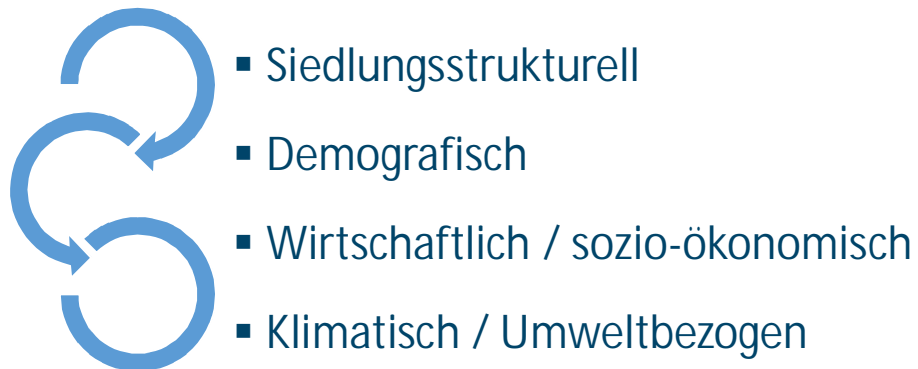 ▪ Siedlungsstrukturell
▪ Demografisch
▪ Wirtschaftlich / sozio-ökonomisch
▪ Klimatisch / Umweltbezogen